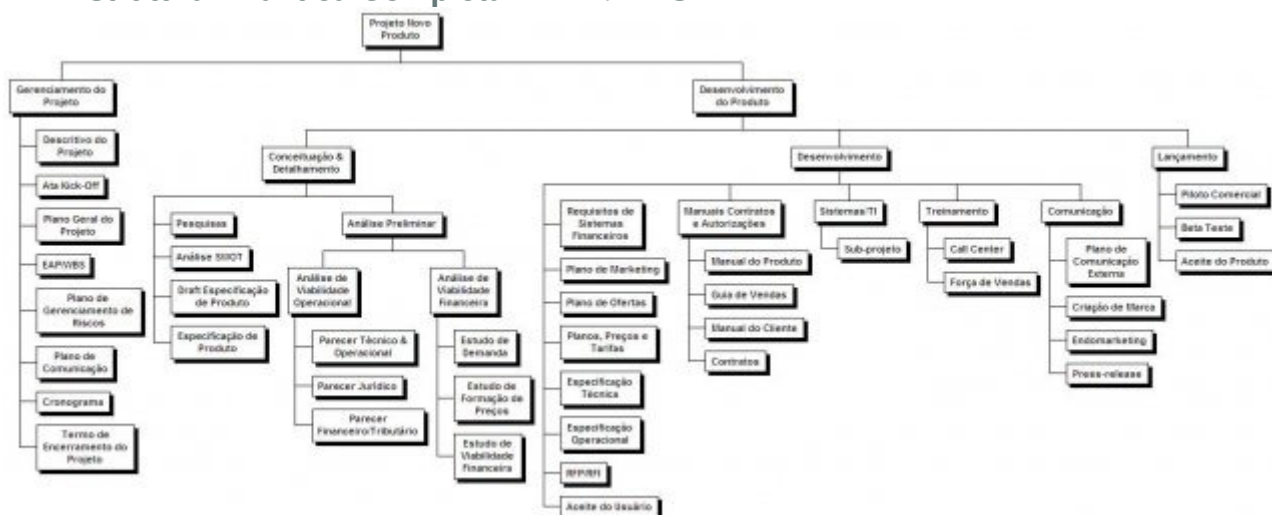 Projeto Novo
Produto
Gerenciamento do
Projeto
Desenvolvimento
do Produto
Descritivo do
Projeto
Ata Kick-Off
Plano Geral do
Projeto
EAP/WBS
Plano de
Gerenciamento de
Riscos
Plano de
Comunicação
Cronograma
Termo de
Encerramento do
Projeto
Conceituação &
Detalhamento
Pesquisas
Análise SWOT
Draft Especificação
de Produto
Especificação de
Produto
Análise Preliminar
Análise de
Viabilidade
Operacional
Parecer Técnico &
Operacional
Parecer Jurídico
Parecer
Financeiro/Tributário
Análise de
Viabilidade
Financeira
Estudo de
Demanda
Estudo de
Formação de
Preços
Estudo de
Viabilidade
Financeira
Desenvolvimento
Requisitos de
Sistemas
Financeiros
Plano de Marketing
Plano de Ofertas
Planos, Preços e
Tarifas
Especificação
Técnica
Especificação
Operacional
RFP/RFI
Aceite do Usuário
Manuais Contratos
e Autorizações
Manual do Produto
Guia de Vendas
Manual do Cliente
Contratos
Sistemas/TI
Sub-projeto
Treinamento
Call Center
Força de Vendas
Comunicação
Plano de
Comunicação
Externa
Criação de Marca
Endomarketing
Press-release
Lançamento
Piloto Comercial
Beta Teste
Aceite do Produto